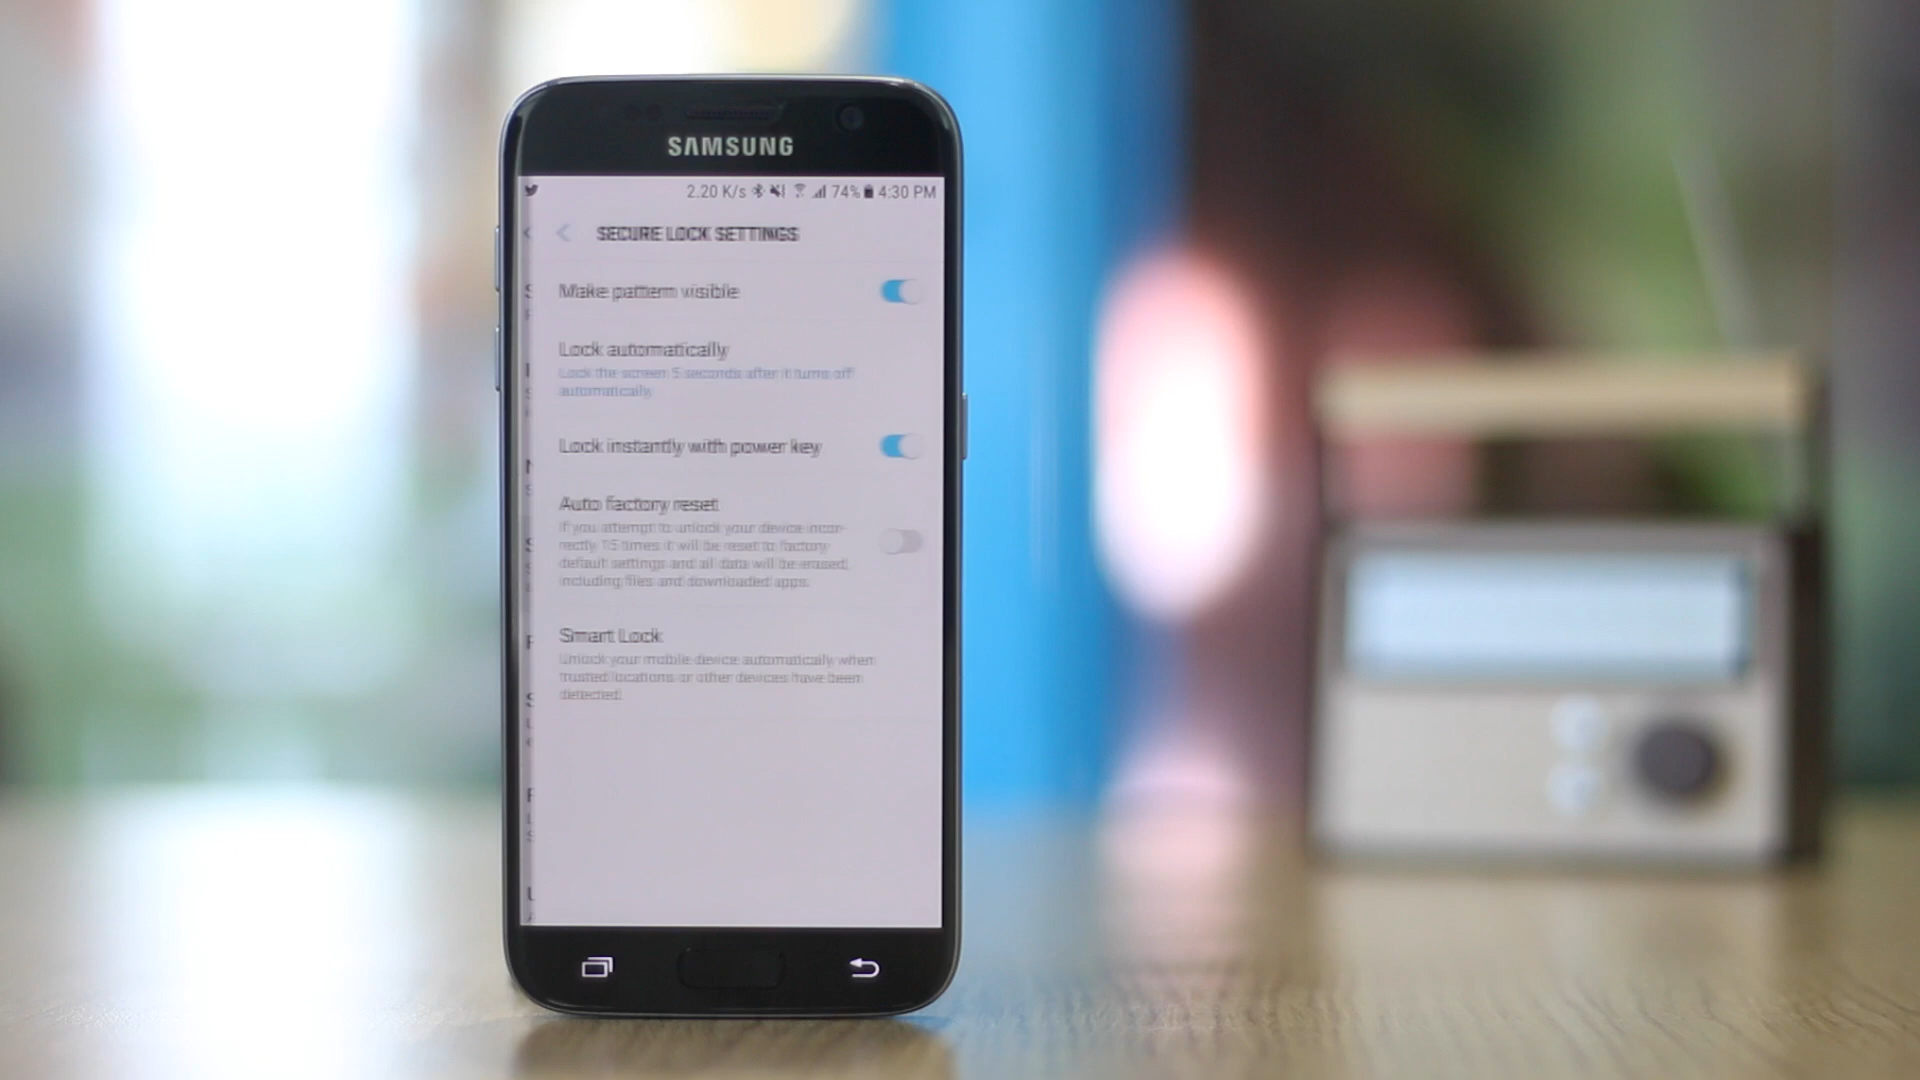 SAMSUNG
2.20 K/s 74% 4:30 PM
SECURE LOCK SETTINGS
Make pattern visible
Lock automatically
Lock the screen 5 seconds after it turns off
automatically.
Lock instantly with power key
Auto factory reset
If you attempt to unlock your device incor-
rectly 15 times it will be reset to factory
default settings and all data will be erased,
including files and downloaded apps.
Smart Lock
Unlock your mobile device automatically when
trusted locations or other devices have been
detected.